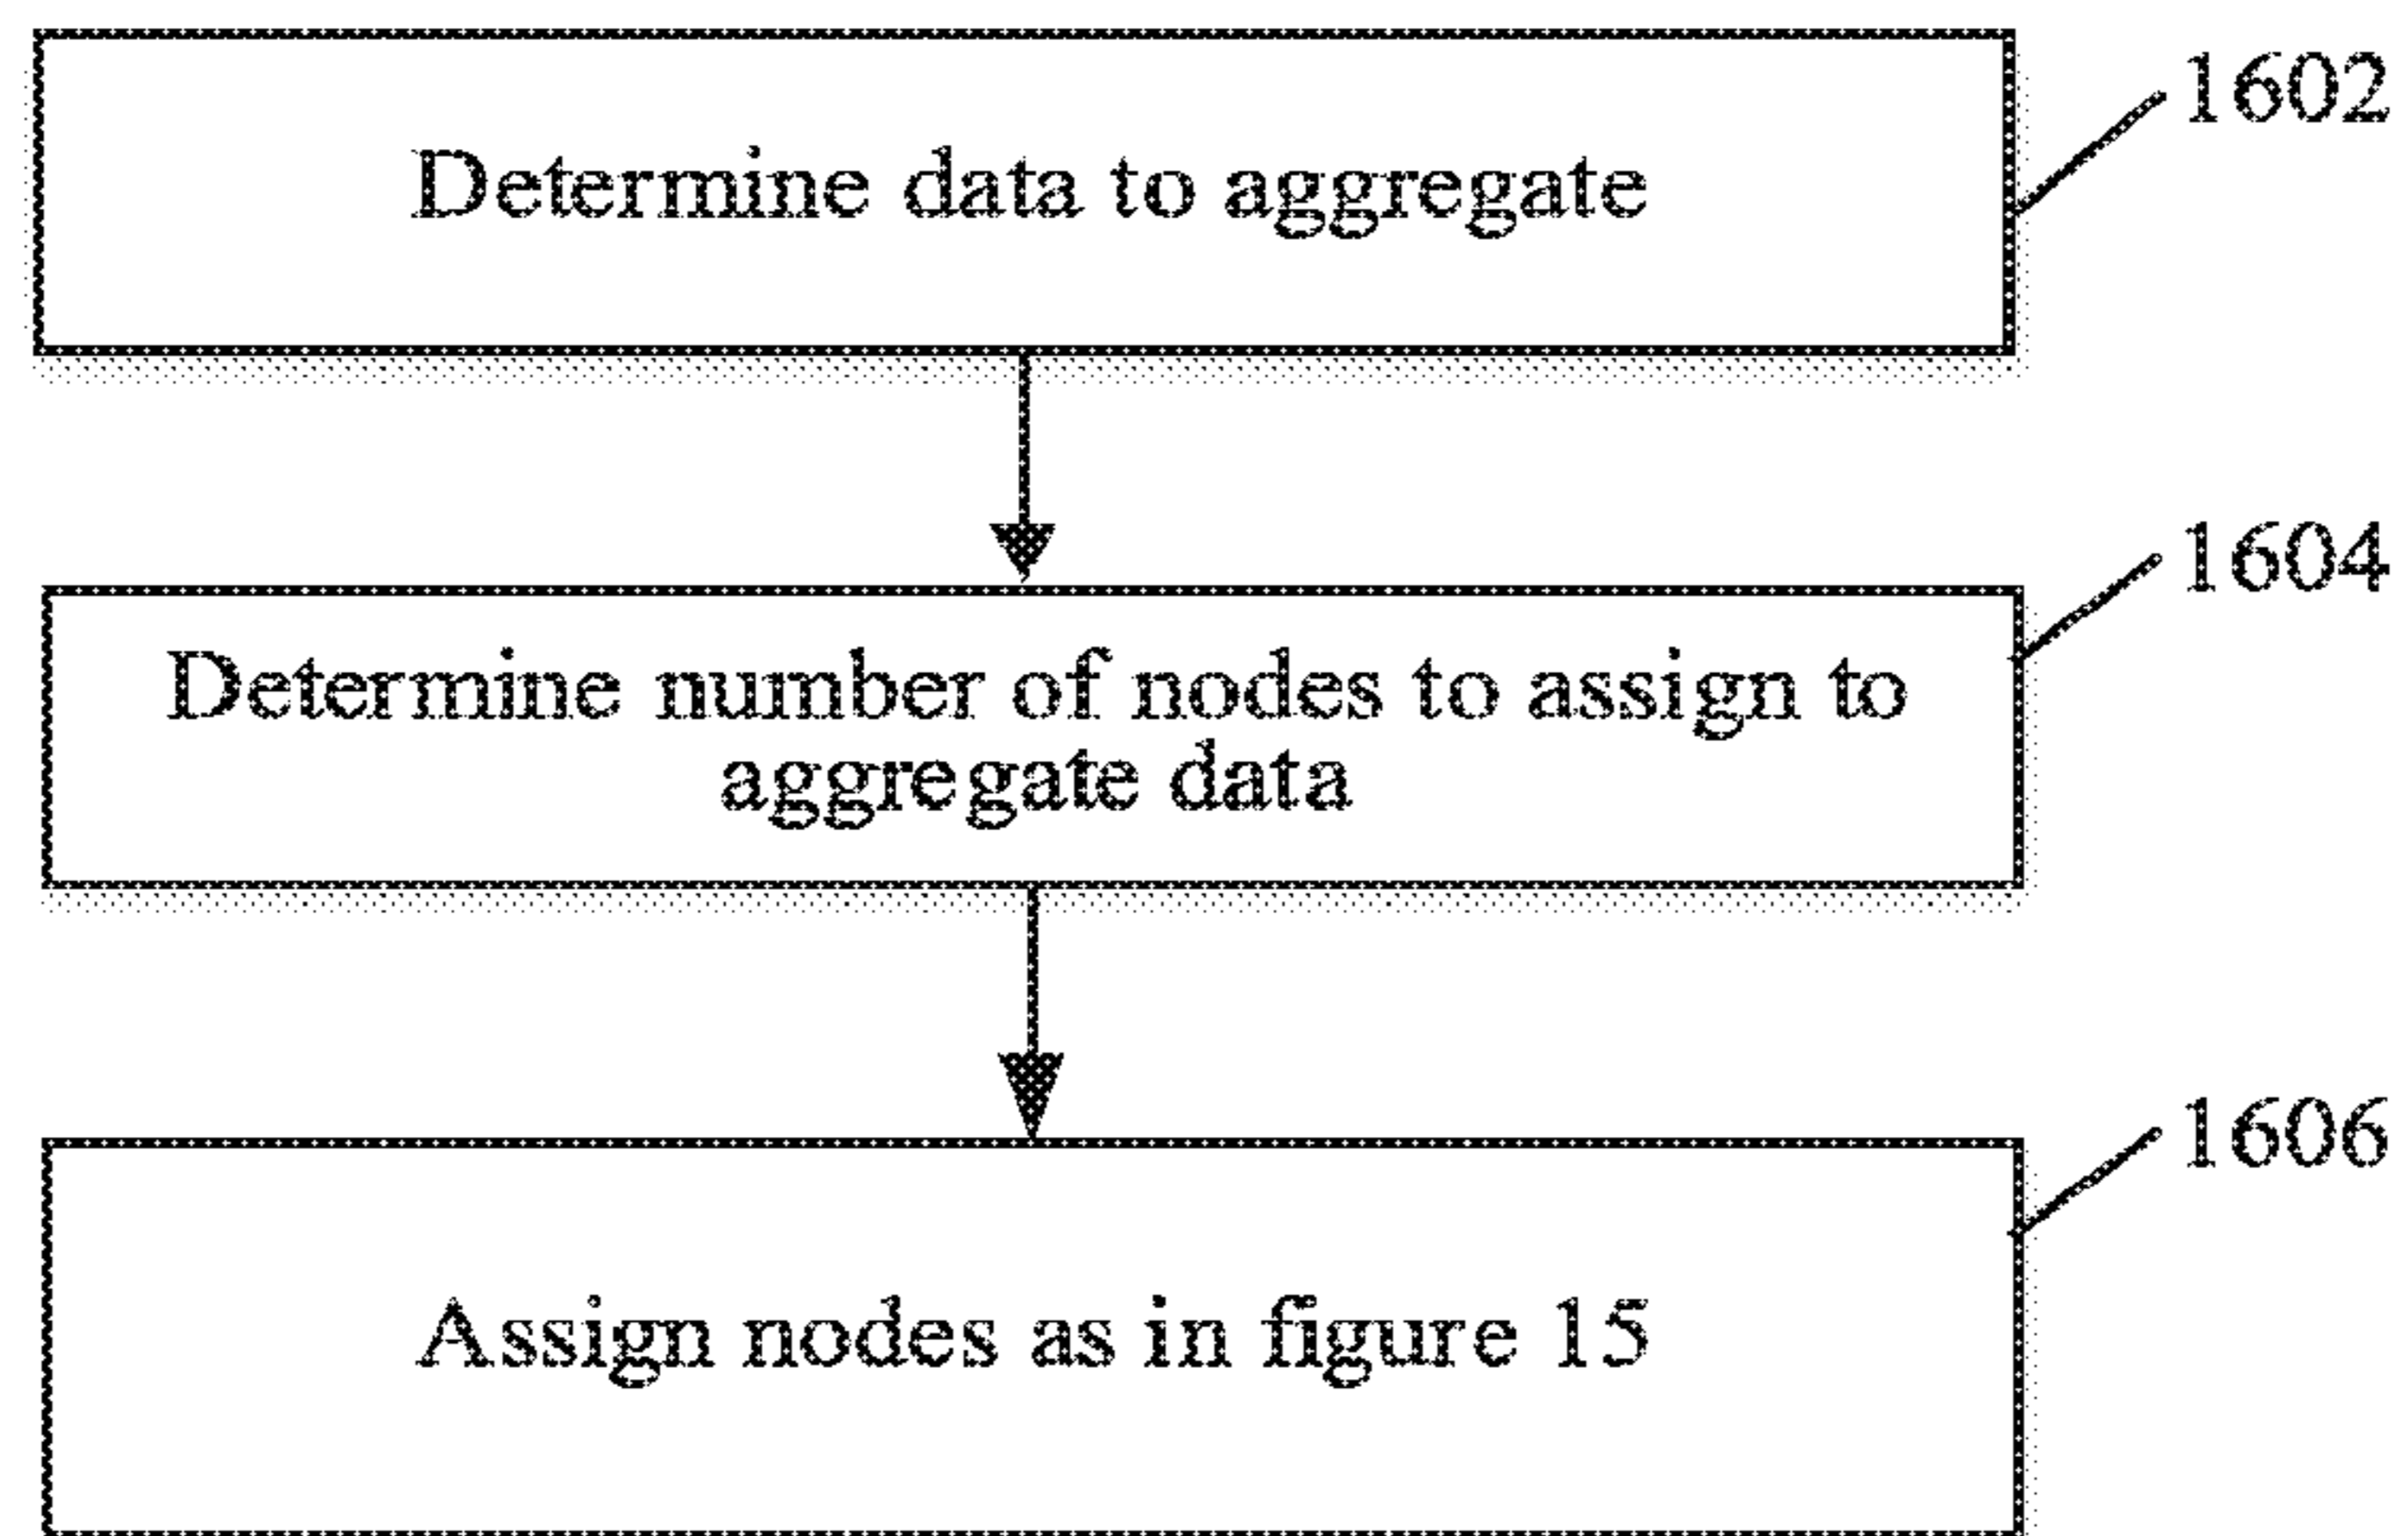 1602
Determine data to aggregate
1604
Determine number of nodes to assign to
aggregate data
1606
Assign nodes as in figure 15